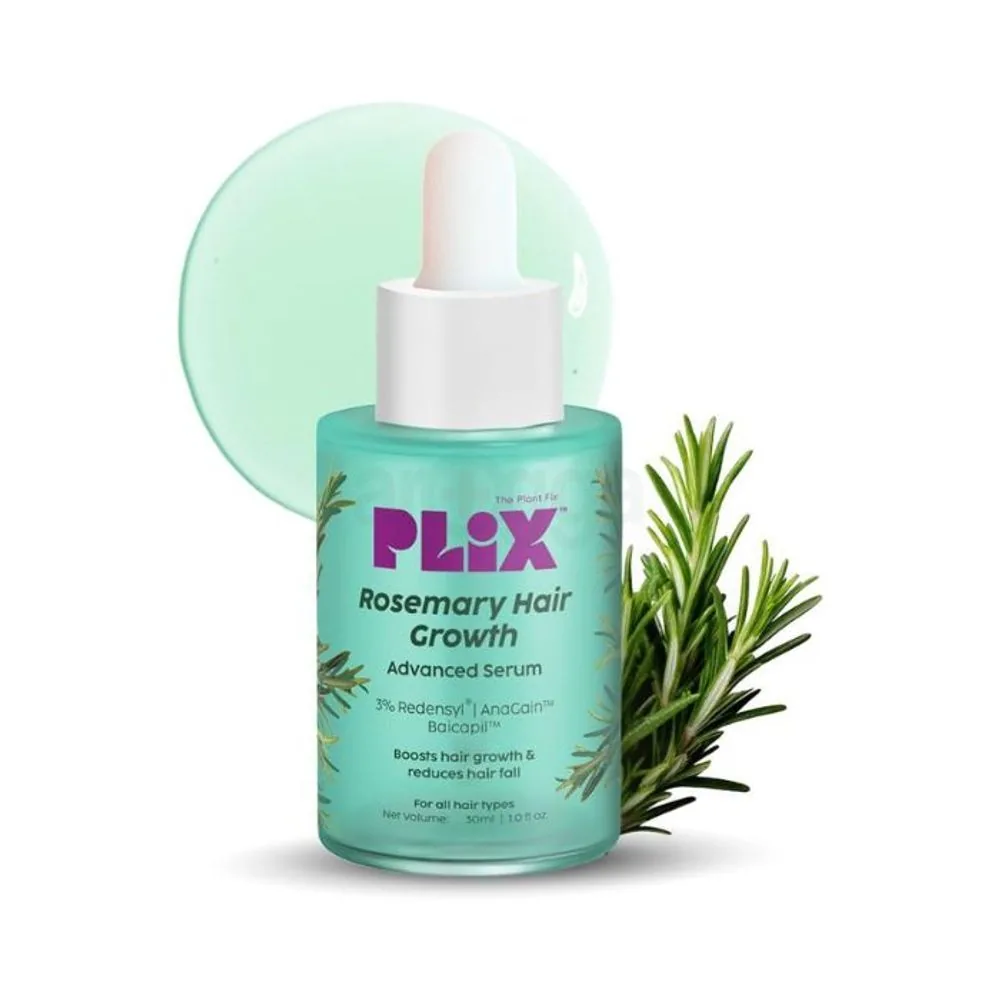 The Plant Fix
PLiX™
Rosemary Hair
Growth
Advanced Serum
3% Redensyl® | AnaGain™
Baicapil™
Boosts hair growth &
reduces hair fall
For all hair types
Net Volume: 30ml | 1.0 fl oz.